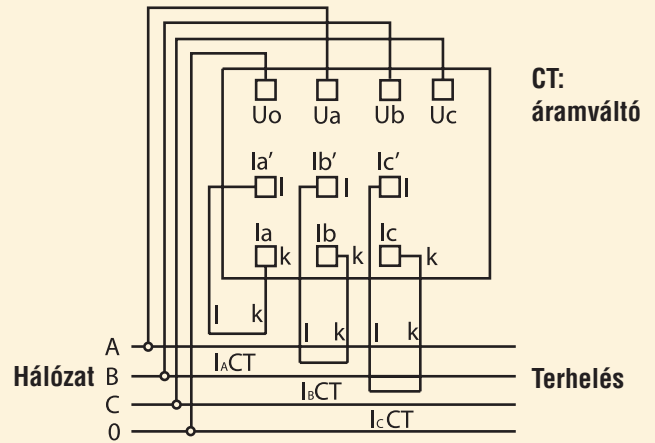 CT:
áramváltó
Uo Ua Ub Uc
Ia' Ib' Ic'
l l l
Ia Ib Ic
k k k
l k l k l k
A
IACT
Hálózat B Terhelés
IBCT
C
IcCT
0